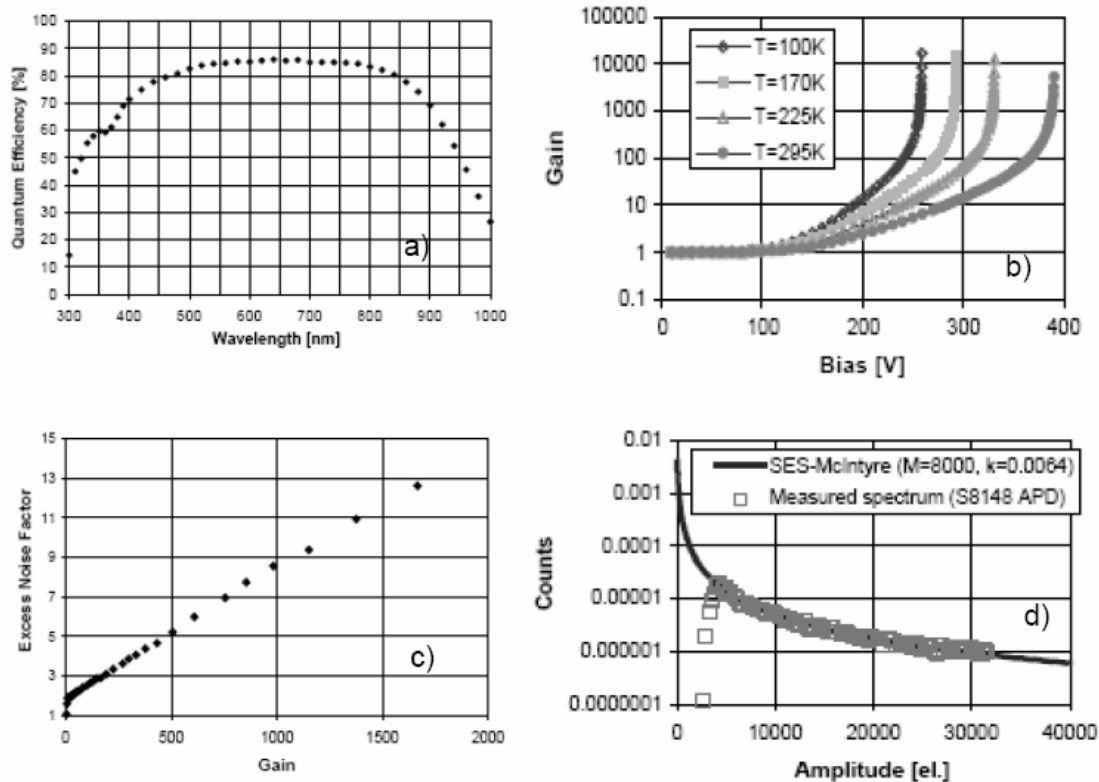 100
90
80
70
60
50
40
30
20
10
0
Quantum Efficiency [%]
300 400 500 600 700 800 900 1000
Wavelength [nm]
a)
100000
10000
1000
100
10
1
0.1
Gain
T=100K
T=170K
T=225K
T=295K
0 100 200 300 400
Bias [V]
b)
15
13
11
9
7
5
3
1
Excess Noise Factor
0 500 1000 1500 2000
Gain
c)
0.01
0.001
0.0001
0.00001
0.000001
0.0000001
Counts
SES-McIntyre (M=8000, k=0.0064)
Measured spectrum (S8148 APD)
0 10000 20000 30000 40000
Amplitude [el.]
d)